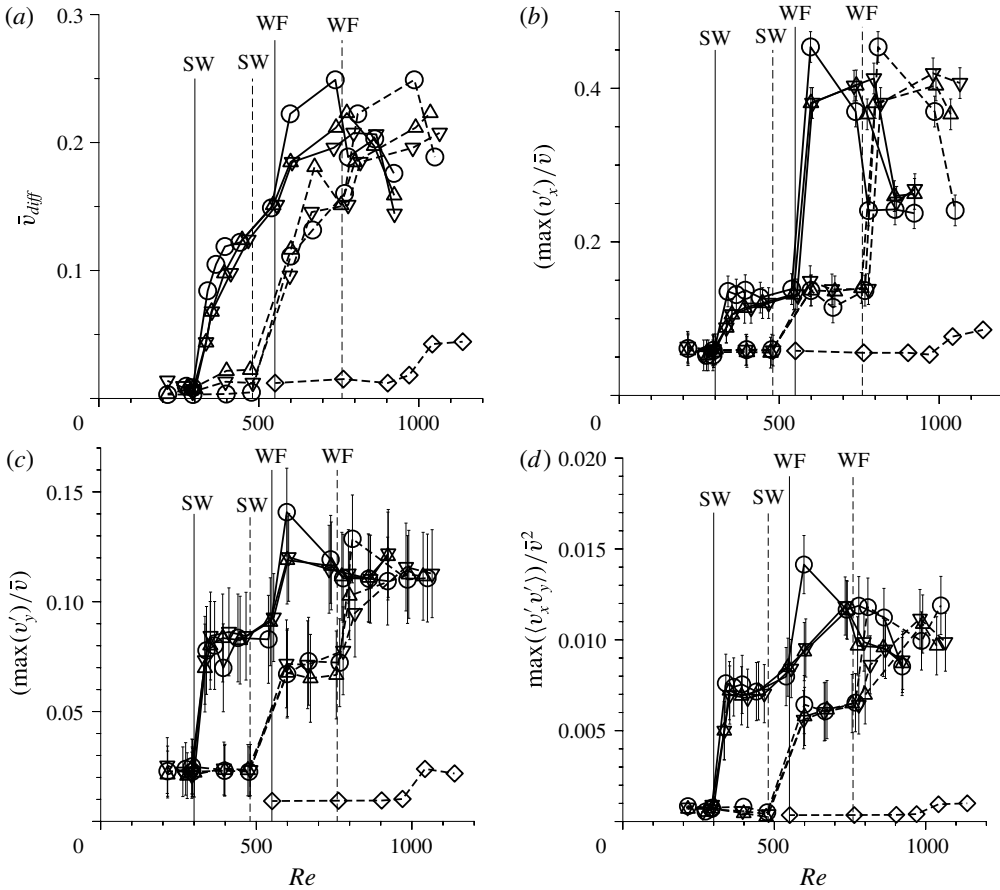 (a)
WF
WF
SW
SW
0.3
0.2
0.1
0
500
1000
v̄diff
(b)
WF
WF
SW
SW
0.4
0.2
0
500
1000
(max(v′x)/v̄)
(c)
WF
WF
SW
SW
0.15
0.10
0.05
0
500
1000
(max(v′y)/v̄)
Re
(d)
WF
WF
SW
SW
0.020
0.015
0.010
0.005
0
500
1000
max(⟨v′x v′y⟩)/v̄²
Re